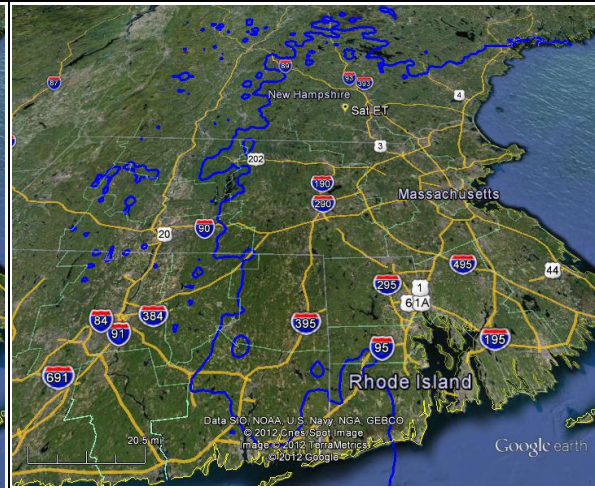 89
87
93
393
New Hampshire
4
Sat ET
3
202
190
Massachusetts
290
20
90
495
44
295
1
6 1A
384
84
91
395
195
95
691
Rhode Island
Data SIO, NOAA, U.S. Navy, NGA, GEBCO
© 2012 Cnes/Spot Image
Image © 2012 TerraMetrics
© 2012 Google
20.5 mi
Google earth